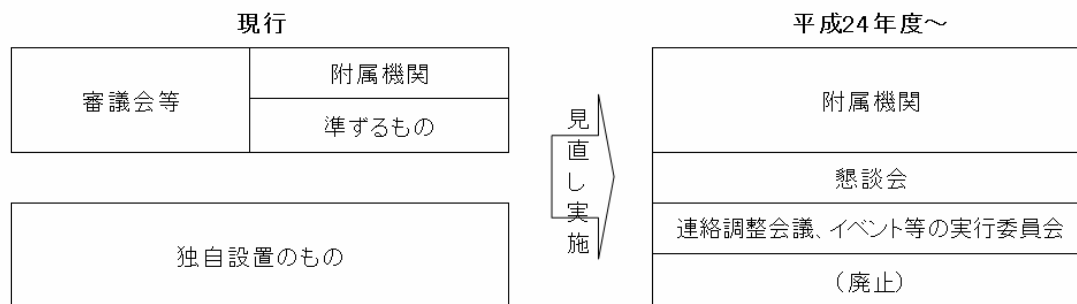 現行
審議会等
附属機関
準ずるもの
独自設置のもの
見直し実施
平成24年度～
附属機関
懇談会
連絡調整会議、イベント等の実行委員会
（廃止）